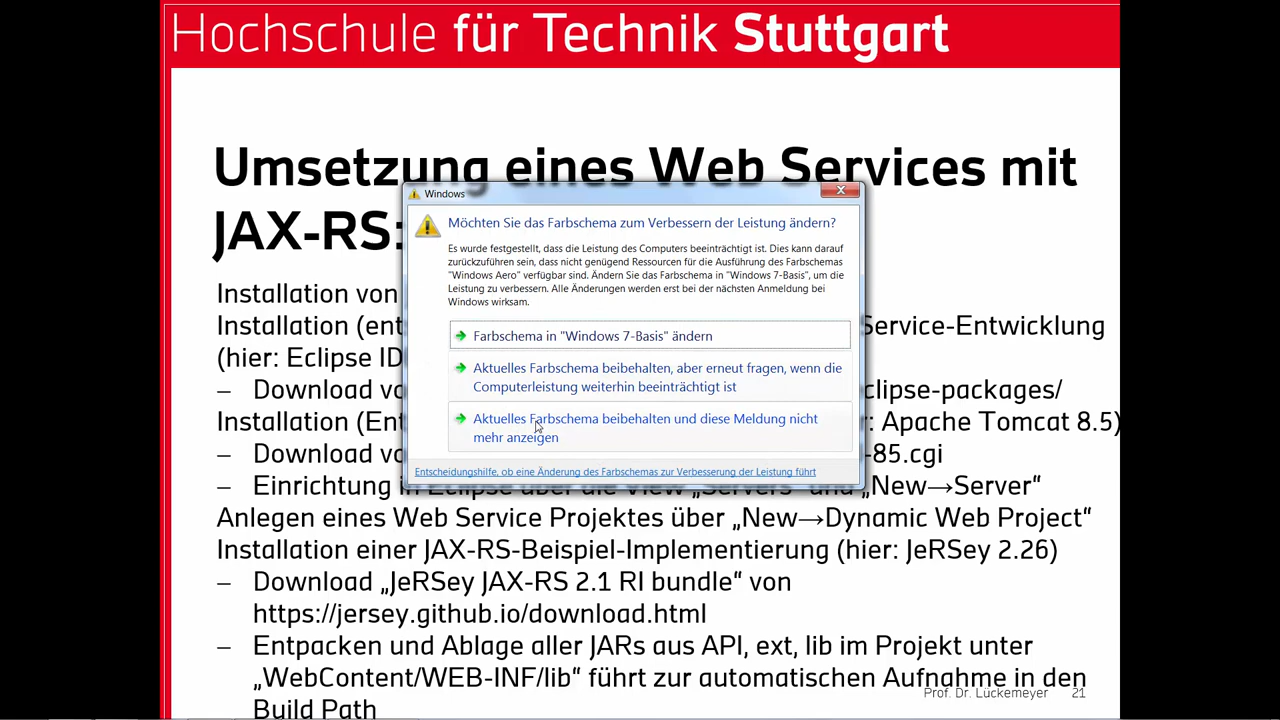 Hochschule für Technik Stuttgart
Umsetzung eines Web Services mit
JAX-RS:
Windows
Möchten Sie das Farbschema zum Verbessern der Leistung ändern?
Es wurde festgestellt, dass die Leistung des Computers beeinträchtigt ist. Dies kann darauf
zurückzuführen sein, dass nicht genügend Ressourcen für die Ausführung des Farbschemas
"Windows Aero" verfügbar sind. Ändern Sie das Farbschema in "Windows 7-Basis", um die
Leistung zu verbessern. Alle Änderungen werden erst bei der nächsten Anmeldung bei
Windows wirksam.
Farbschema in "Windows 7-Basis" ändern
Aktuelles Farbschema beibehalten, aber erneut fragen, wenn die
Computerleistung weiterhin beeinträchtigt ist
Aktuelles Farbschema beibehalten und diese Meldung nicht
mehr anzeigen
Entscheidungshilfe, ob eine Änderung des Farbschemas zur Verbesserung der Leistung führt
Installation von
Installation (ent Service-Entwicklung
(hier: Eclipse ID
– Download vo clipse-packages/
Installation (Ent r: Apache Tomcat 8.5)
– Download vo -85.cgi
– Einrichtung in Eclipse über die View „Servers“ und „New→Server“
Anlegen eines Web Service Projektes über „New→Dynamic Web Project“
Installation einer JAX-RS-Beispiel-Implementierung (hier: JeRSey 2.26)
– Download „JeRSey JAX-RS 2.1 RI bundle“ von
https://jersey.github.io/download.html
– Entpacken und Ablage aller JARs aus API, ext, lib im Projekt unter
„WebContent/WEB-INF/lib“ führt zur automatischen Aufnahme in den
Build Path
Prof. Dr. Lückemeyer 21